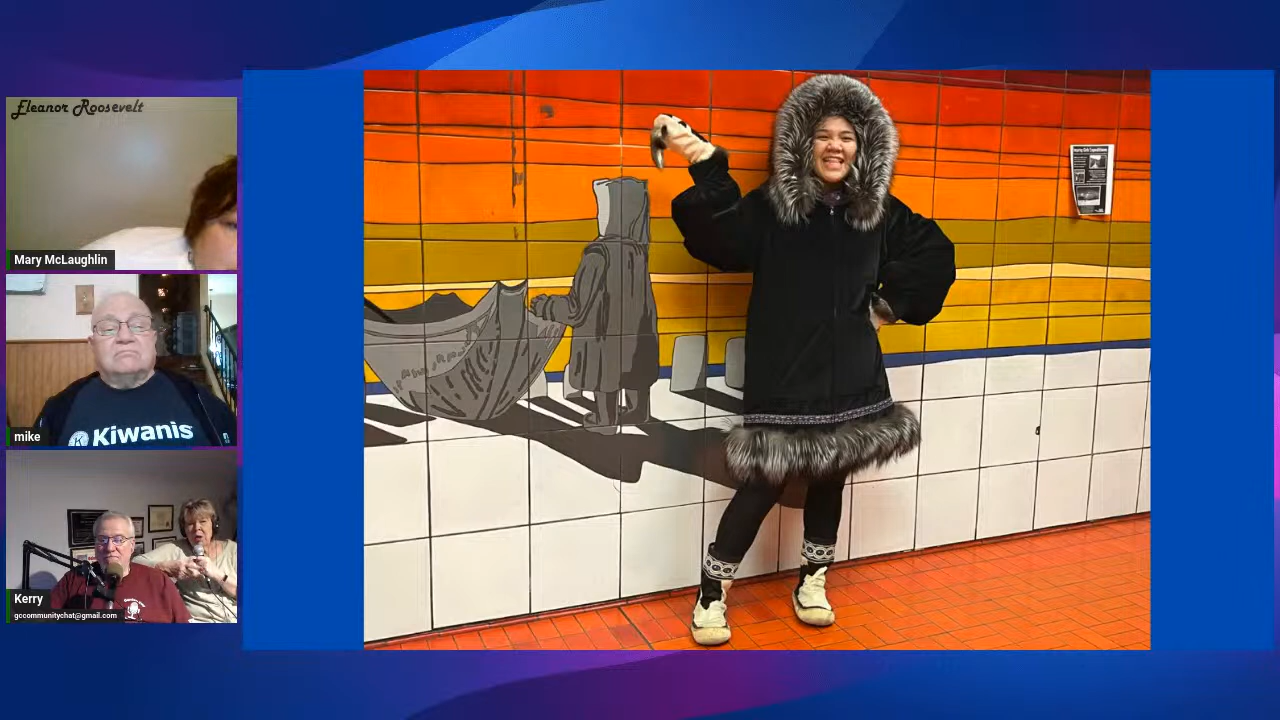 Eleanor Roosevelt
Mary McLaughlin
Kiwanis
mike
Kerry
gccommunitychat@gmail.com